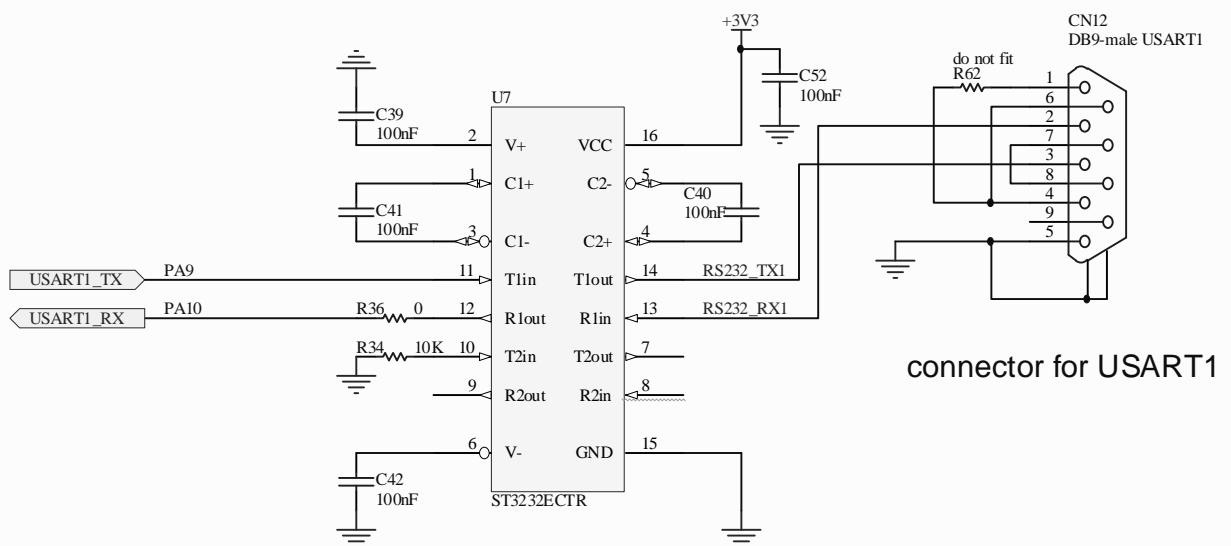 +3V3
CN12
DB9-male USART1
do not fit
R62
C52
100nF
U7
C39
100nF
2
V+
VCC
16
1
C1+
C2-
5
C41
100nF
C40
100nF
3
C1-
C2+
4
USART1_TX
PA9
11
T1in
T1out
14
RS232_TX1
USART1_RX
PA10
R36
0
12
R1out
R1in
13
RS232_RX1
R34
10K
10
T2in
T2out
7
9
R2out
R2in
8
6
V-
GND
15
C42
100nF
ST3232ECTR
1
6
2
7
3
8
4
9
5
connector for USART1